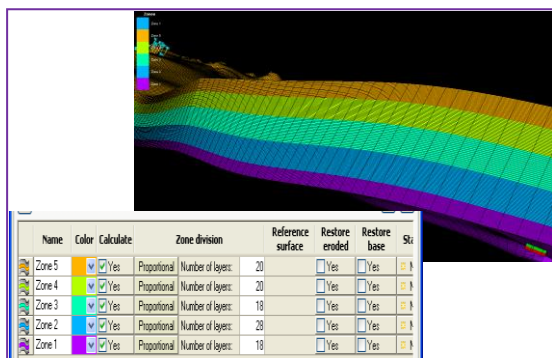 Name Color Calculate Zone division Reference surface Restore eroded Restore base
Zone 5 Yes Proportional Number of layers: 20 Yes Yes
Zone 4 Yes Proportional Number of layers: 20 Yes Yes
Zone 3 Yes Proportional Number of layers: 18 Yes Yes
Zone 2 Yes Proportional Number of layers: 28 Yes Yes
Zone 1 Yes Proportional Number of layers: 18 Yes Yes